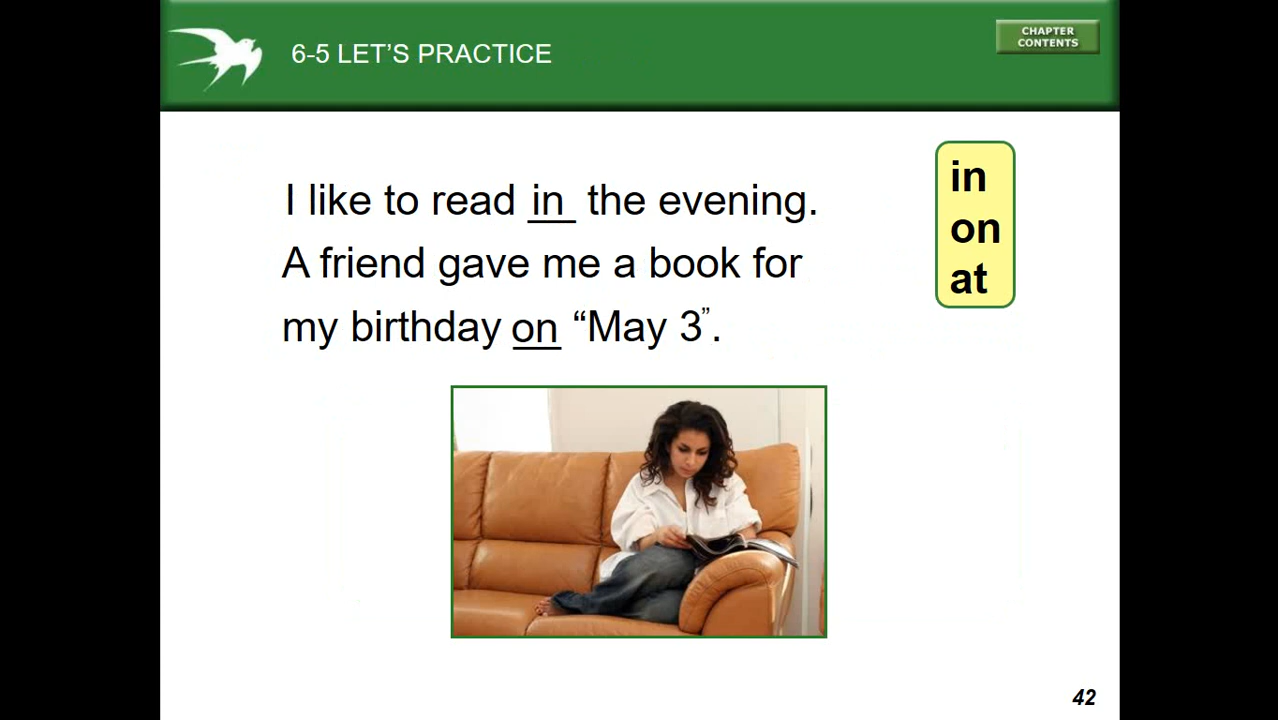 6-5 LET’S PRACTICE
CHAPTER
CONTENTS
I like to read in the evening.
A friend gave me a book for
my birthday on “May 3”.
in
on
at
42